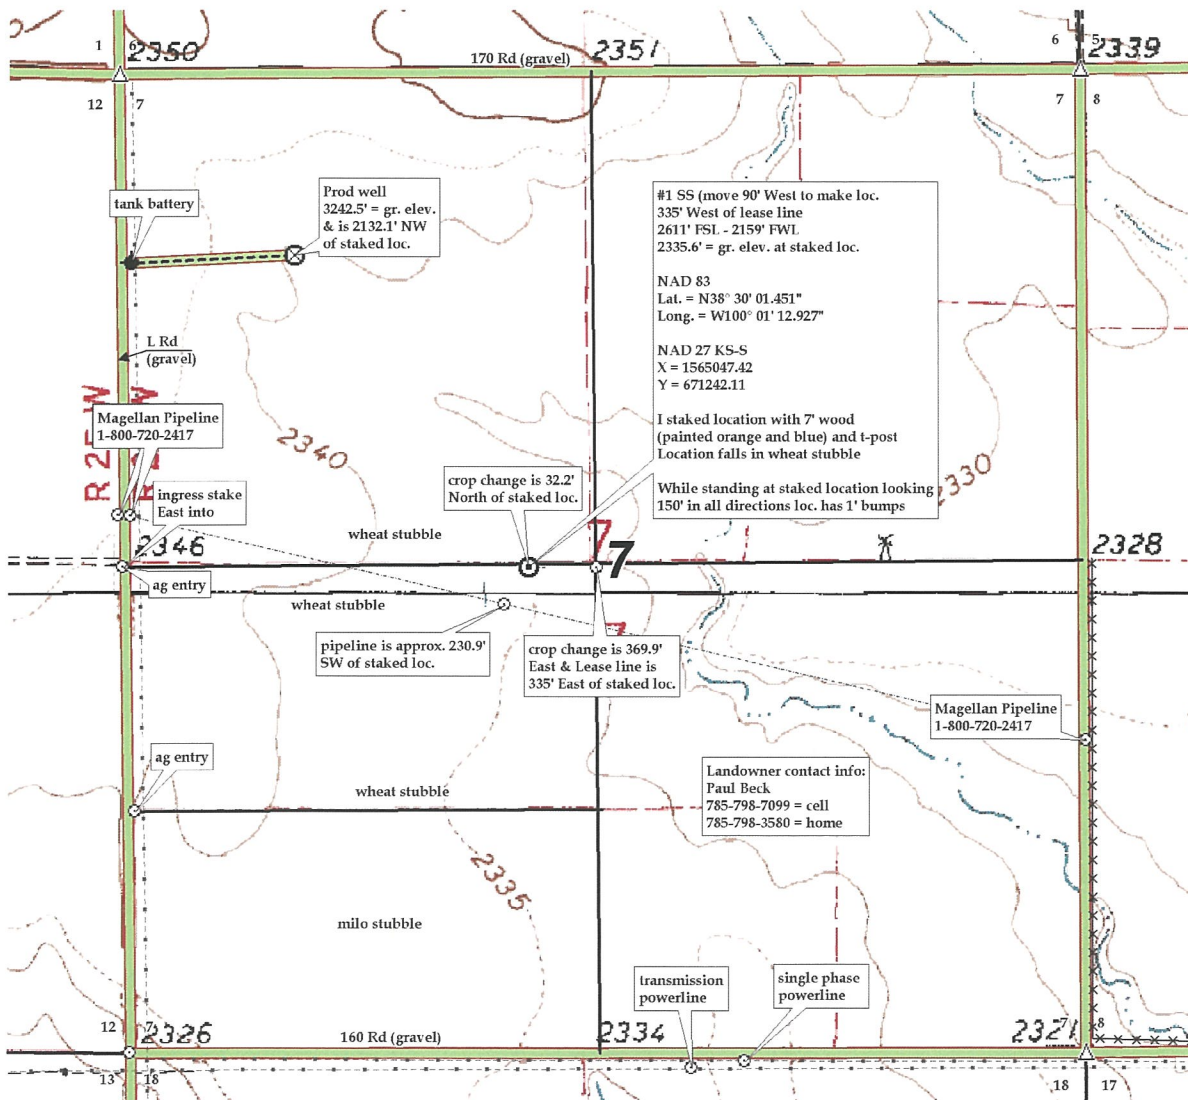 1
6
2350
170 Rd (gravel)
2351
6
5
2339
12
7
7
8
tank battery
Prod well
3242.5' = gr. elev.
& is 2132.1' NW
of staked loc.
#1 SS (move 90' West to make loc.
335' West of lease line
2611' FSL - 2159' FWL
2335.6' = gr. elev. at staked loc.
NAD 83
Lat. = N38° 30' 01.451"
Long. = W100° 01' 12.927"
NAD 27 KS-S
X = 1565047.42
Y = 671242.11
I staked location with 7' wood
(painted orange and blue) and t-post
Location falls in wheat stubble
While standing at staked location looking
150' in all directions loc. has 1' bumps
L Rd
(gravel)
Magellan Pipeline
1-800-720-2417
2340
crop change is 32.2'
North of staked loc.
2330
ingress stake
East into
wheat stubble
2346
7
7
2328
ag entry
wheat stubble
pipeline is approx. 230.9'
SW of staked loc.
crop change is 369.9'
East & Lease line is
335' East of staked loc.
Magellan Pipeline
1-800-720-2417
ag entry
wheat stubble
Landowner contact info:
Paul Beck
785-798-7099 = cell
785-798-3580 = home
2335
milo stubble
transmission
powerline
single phase
powerline
12
7
2326
160 Rd (gravel)
2334
2321
7
8
13
18
18
17